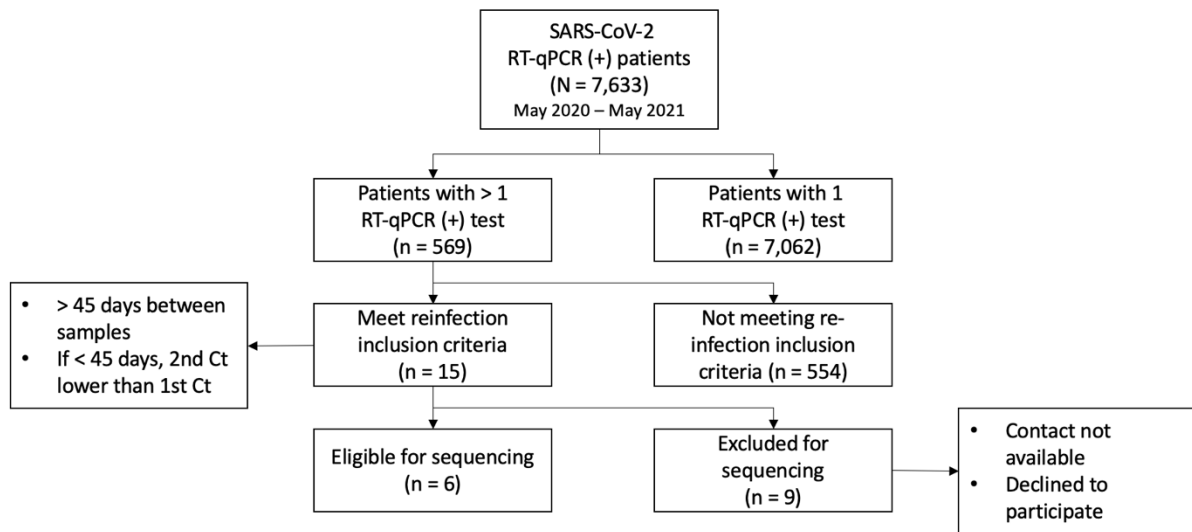 SARS-CoV-2
RT-qPCR (+) patients
(N = 7,633)
May 2020 – May 2021
Patients with > 1
RT-qPCR (+) test
(n = 569)
Patients with 1
RT-qPCR (+) test
(n = 7,062)
• > 45 days between
samples
• If < 45 days, 2nd Ct
lower than 1st Ct
Meet reinfection
inclusion criteria
(n = 15)
Not meeting re-
infection inclusion
criteria (n = 554)
Eligible for sequencing
(n = 6)
Excluded for
sequencing
(n = 9)
• Contact not
available
• Declined to
participate